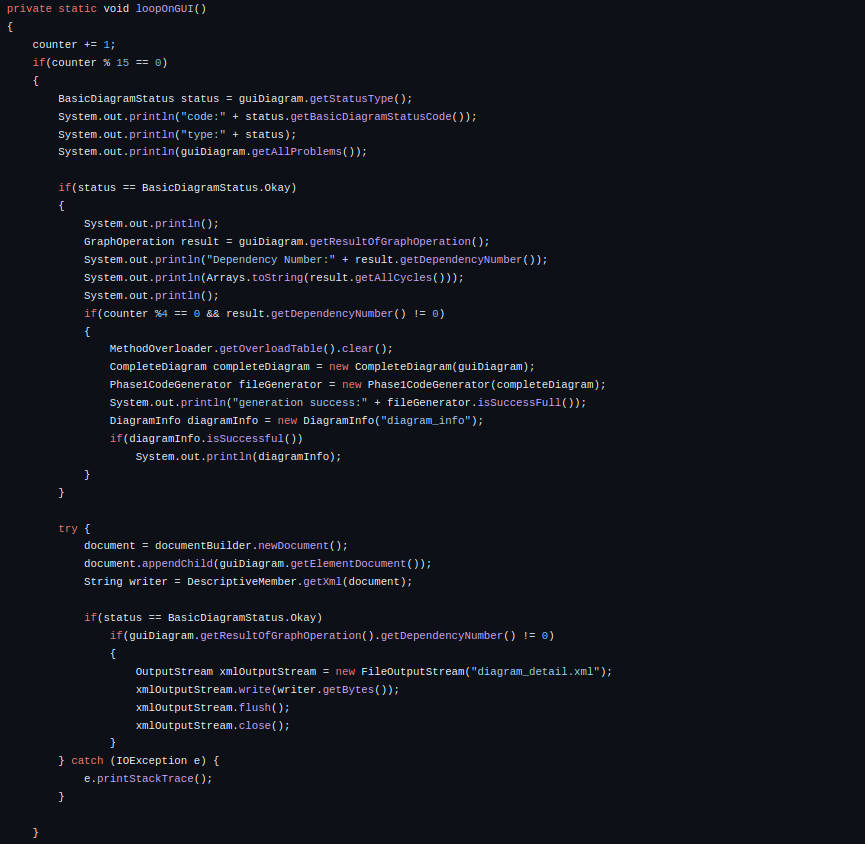 private static void loopOnGUI()
{
    counter += 1;
    if(counter % 15 == 0)
    {
        BasicDiagramStatus status = guiDiagram.getStatusType();
        System.out.println("code:" + status.getBasicDiagramStatusCode());
        System.out.println("type:" + status);
        System.out.println(guiDiagram.getAllProblems());

        if(status == BasicDiagramStatus.Okay)
        {
            System.out.println();
            GraphOperation result = guiDiagram.getResultOfGraphOperation();
            System.out.println("Dependency Number:" + result.getDependencyNumber());
            System.out.println(Arrays.toString(result.getAllCycles()));
            System.out.println();
            if(counter %4 == 0 && result.getDependencyNumber() != 0)
            {
                MethodOverloader.getOverloadTable().clear();
                CompleteDiagram completeDiagram = new CompleteDiagram(guiDiagram);
                Phase1CodeGenerator fileGenerator = new Phase1CodeGenerator(completeDiagram);
                System.out.println("generation success:" + fileGenerator.isSuccessFull());
                DiagramInfo diagramInfo = new DiagramInfo("diagram_info");
                if(diagramInfo.isSuccessful())
                    System.out.println(diagramInfo);
            }
        }

        try {
            document = documentBuilder.newDocument();
            document.appendChild(guiDiagram.getElementDocument());
            String writer = DescriptiveMember.getXml(document);

            if(status == BasicDiagramStatus.Okay)
                if(guiDiagram.getResultOfGraphOperation().getDependencyNumber() != 0)
                {
                    OutputStream xmlOutputStream = new FileOutputStream("diagram_detail.xml");
                    xmlOutputStream.write(writer.getBytes());
                    xmlOutputStream.flush();
                    xmlOutputStream.close();
                }
        } catch (IOException e) {
            e.printStackTrace();
        }

    }